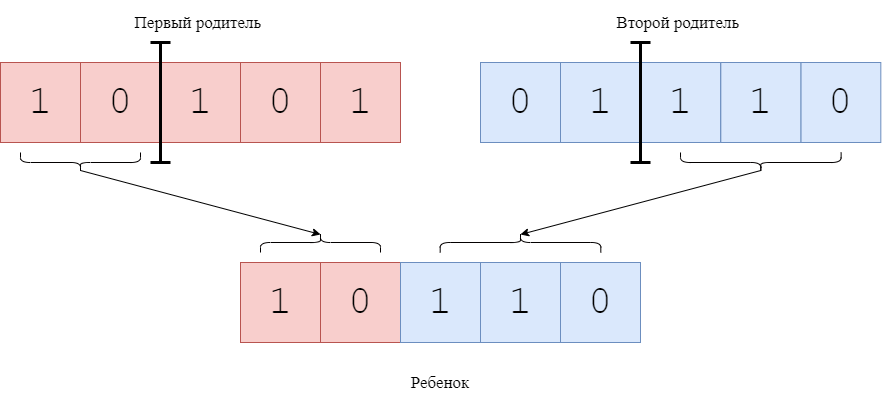 Первый родитель Второй родитель
1 0 1 0 1 0 1 1 1 0
1 0 1 1 0
Ребенок